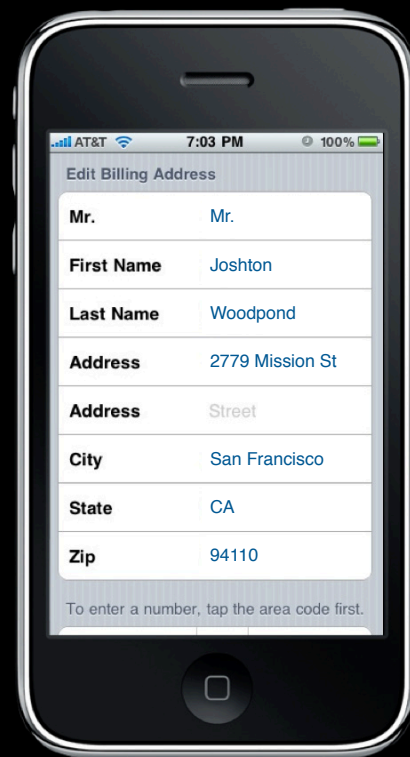 AT&T 7:03 PM 100%
Edit Billing Address
Mr. Mr.
First Name Joshton
Last Name Woodpond
Address 2779 Mission St
Address Street
City San Francisco
State CA
Zip 94110
To enter a number, tap the area code first.